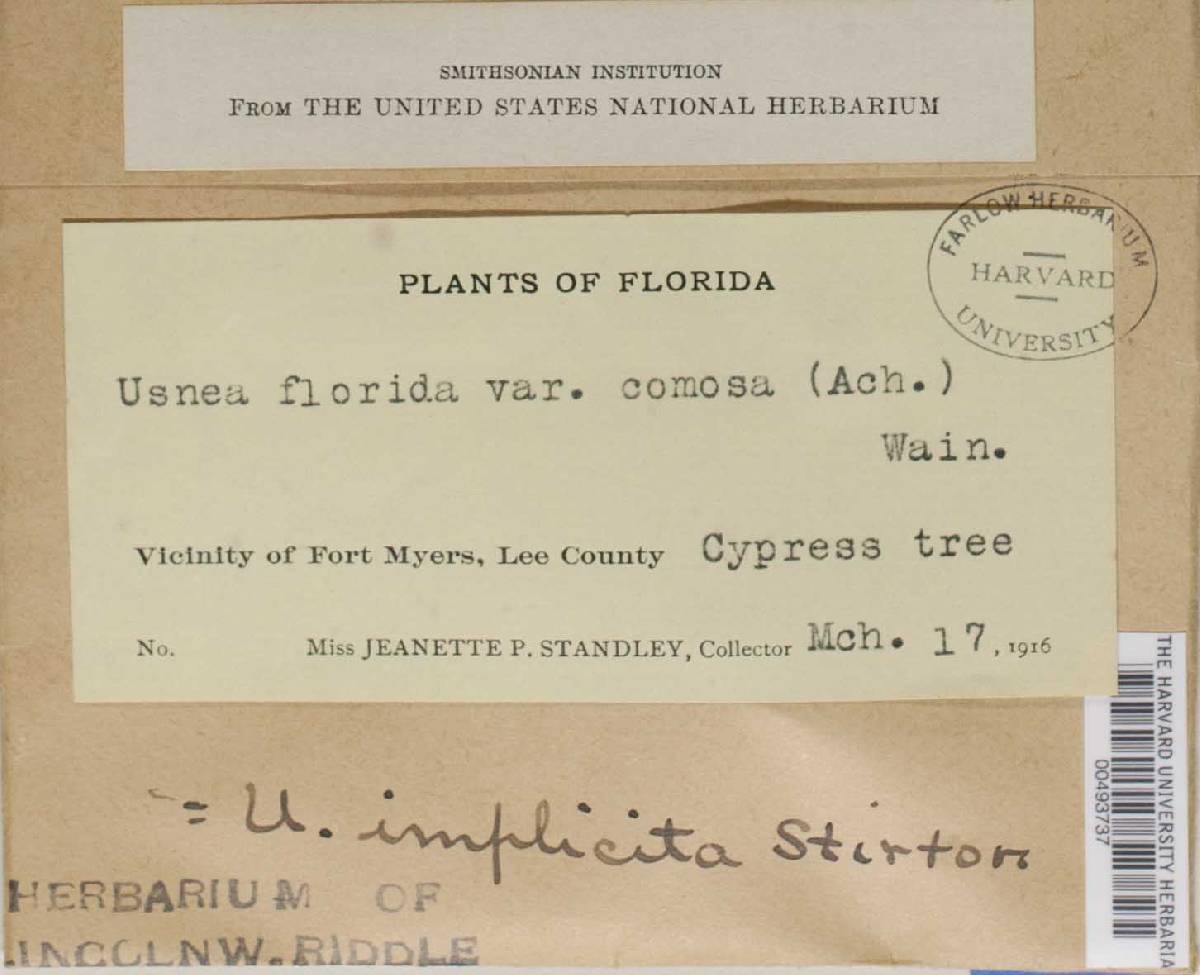 SMITHSONIAN INSTITUTION
FROM THE UNITED STATES NATIONAL HERBARIUM
FARLOW HERBARIUM
HARVARD
UNIVERSITY
PLANTS OF FLORIDA
Usnea florida var. comosa (Ach.)
Wain.
Vicinity of Fort Myers, Lee County Cypress tree
No. Miss JEANETTE P. STANDLEY, Collector Mch. 17, 1916
= U. implicita Stirton
HERBARIUM OF
LINCOLN W. RIDDLE
THE HARVARD UNIVERSITY HERBARIA
00493737